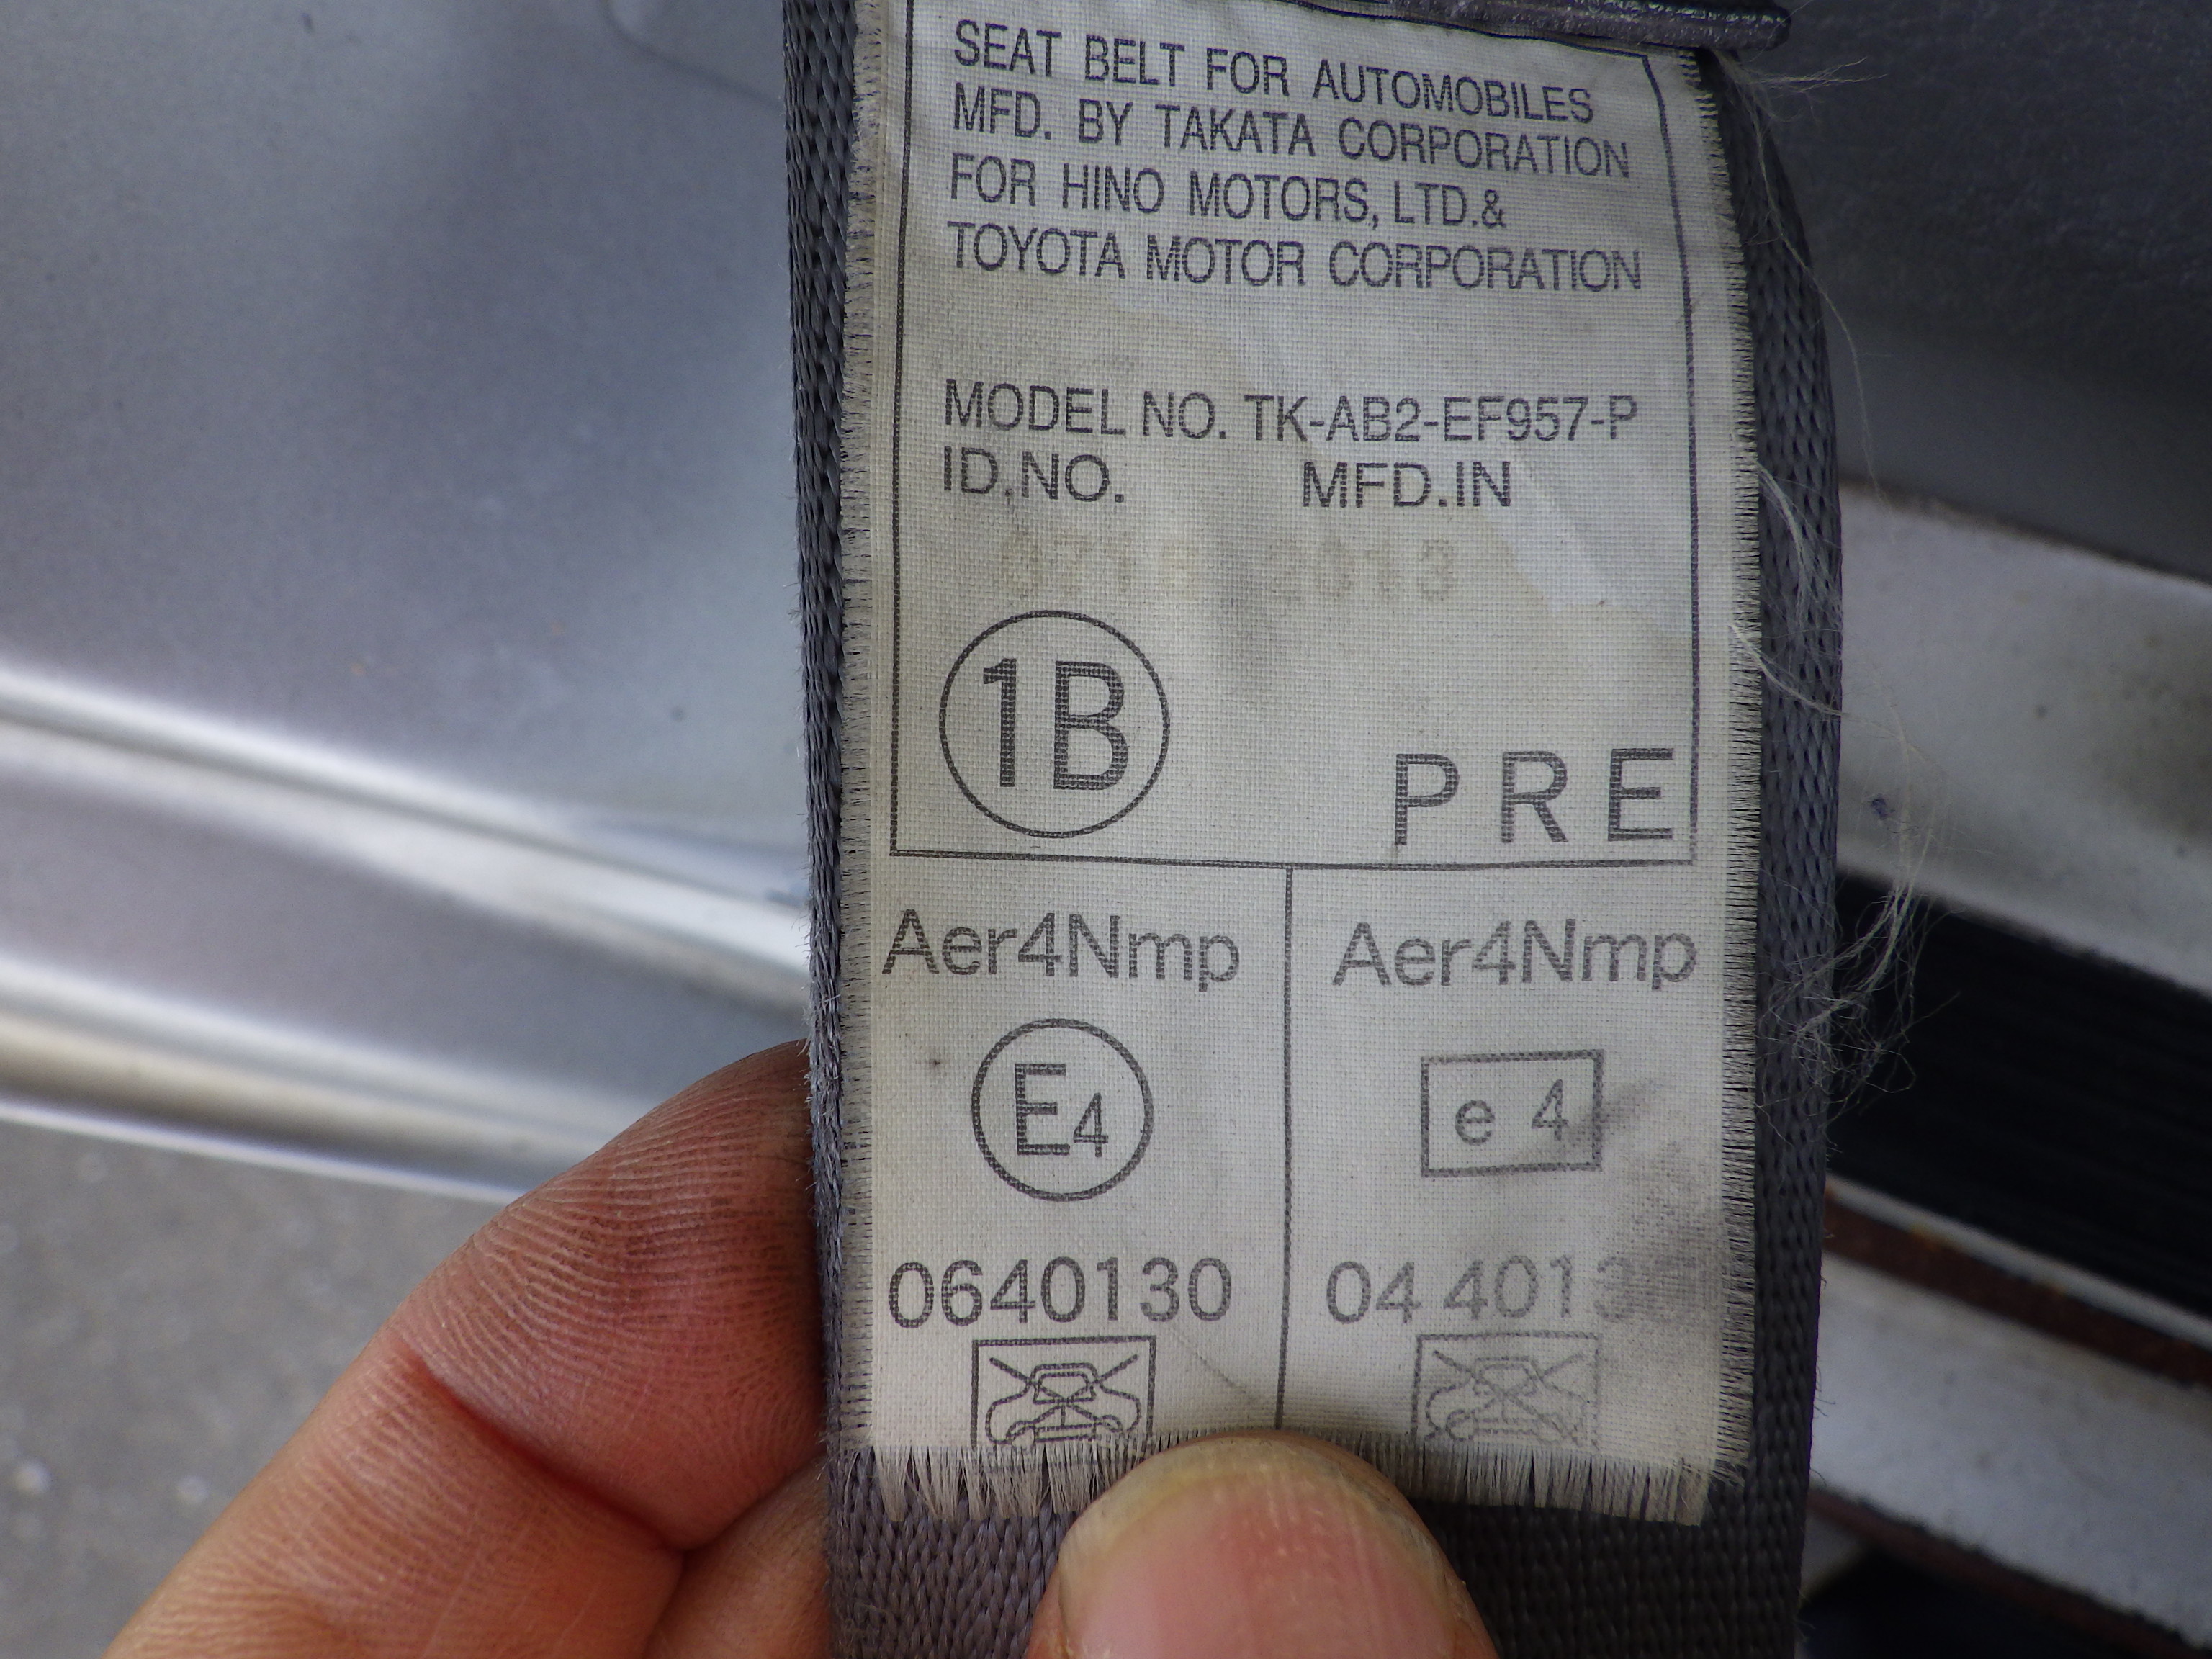 SEAT BELT FOR AUTOMOBILES
MFD. BY TAKATA CORPORATION
FOR HINO MOTORS, LTD.&
TOYOTA MOTOR CORPORATION
MODEL NO. TK-AB2-EF957-P
ID.NO. MFD.IN
1B
PRE
Aer4Nmp Aer4Nmp
E4 e 4
0640130